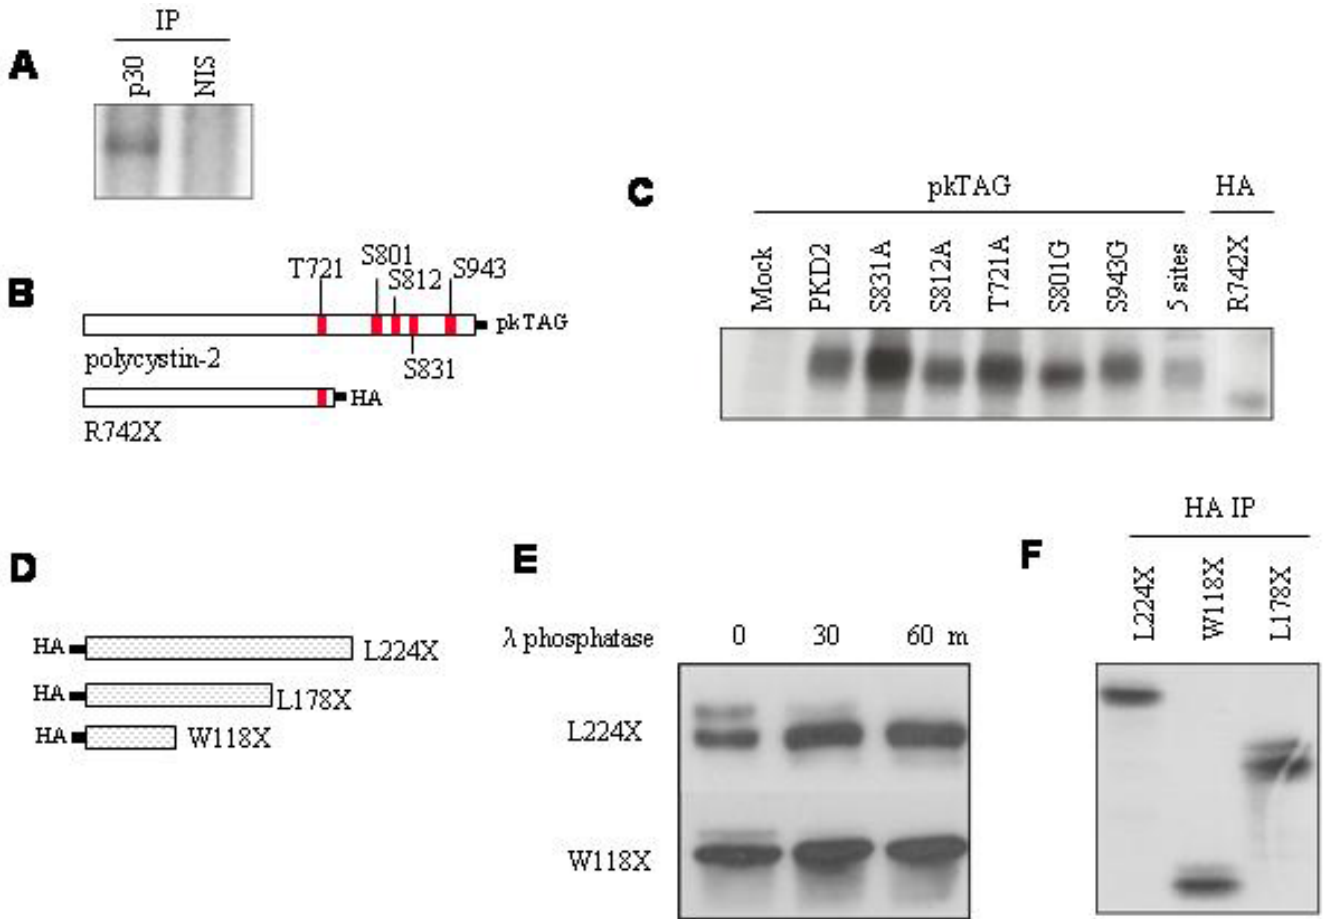 A
IP
p30
NIS
B
T721
S801
S812
S943
pkTAG
polycystin-2
S831
HA
R742X
C
pkTAG
HA
Mock
PKD2
S831A
S812A
T721A
S801G
S943G
5 sites
R742X
D
HA
L224X
HA
L178X
HA
W118X
E
λ phosphatase 0 30 60 m
L224X
W118X
F
HA IP
L224X
W118X
L178X